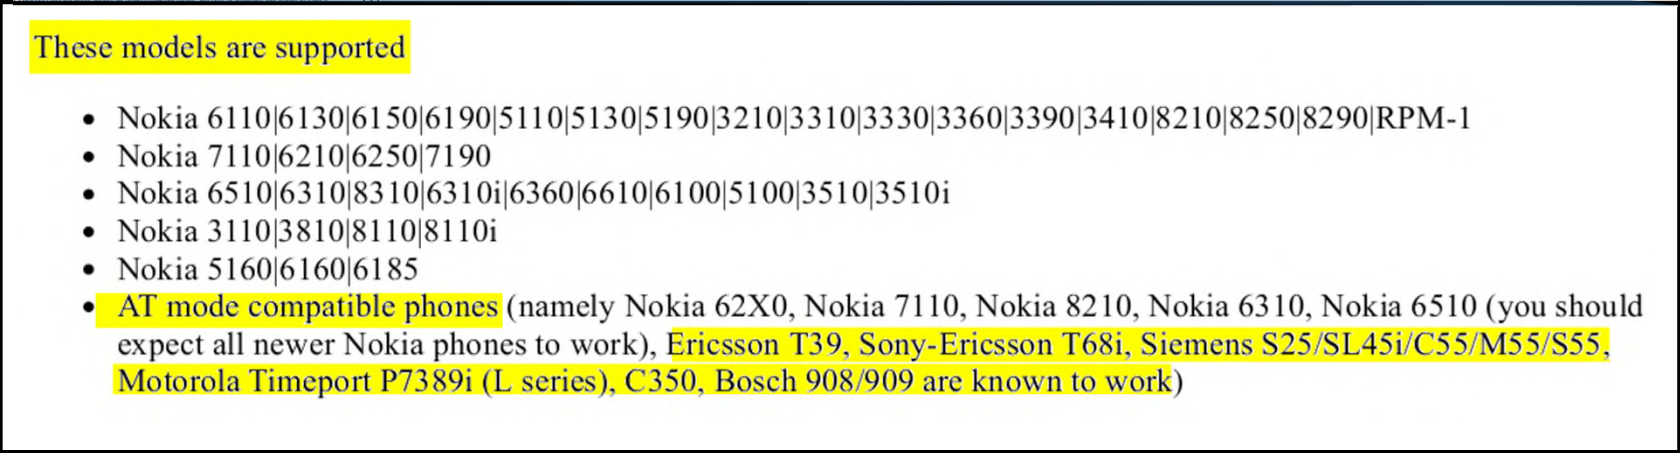 These models are supported
• Nokia 6110|6130|6150|6190|5110|5130|5190|3210|3310|3330|3360|3390|3410|8210|8250|8290|RPM-1
• Nokia 7110|6210|6250|7190
• Nokia 6510|6310|8310|6310i|6360|6610|6100|5100|3510|3510i
• Nokia 3110|3810|8110|8110i
• Nokia 5160|6160|6185
• AT mode compatible phones (namely Nokia 62X0, Nokia 7110, Nokia 8210, Nokia 6310, Nokia 6510 (you should
expect all newer Nokia phones to work), Ericsson T39, Sony-Ericsson T68i, Siemens S25/SL45i/C55/M55/S55,
Motorola Timeport P7389i (L series), C350, Bosch 908/909 are known to work)